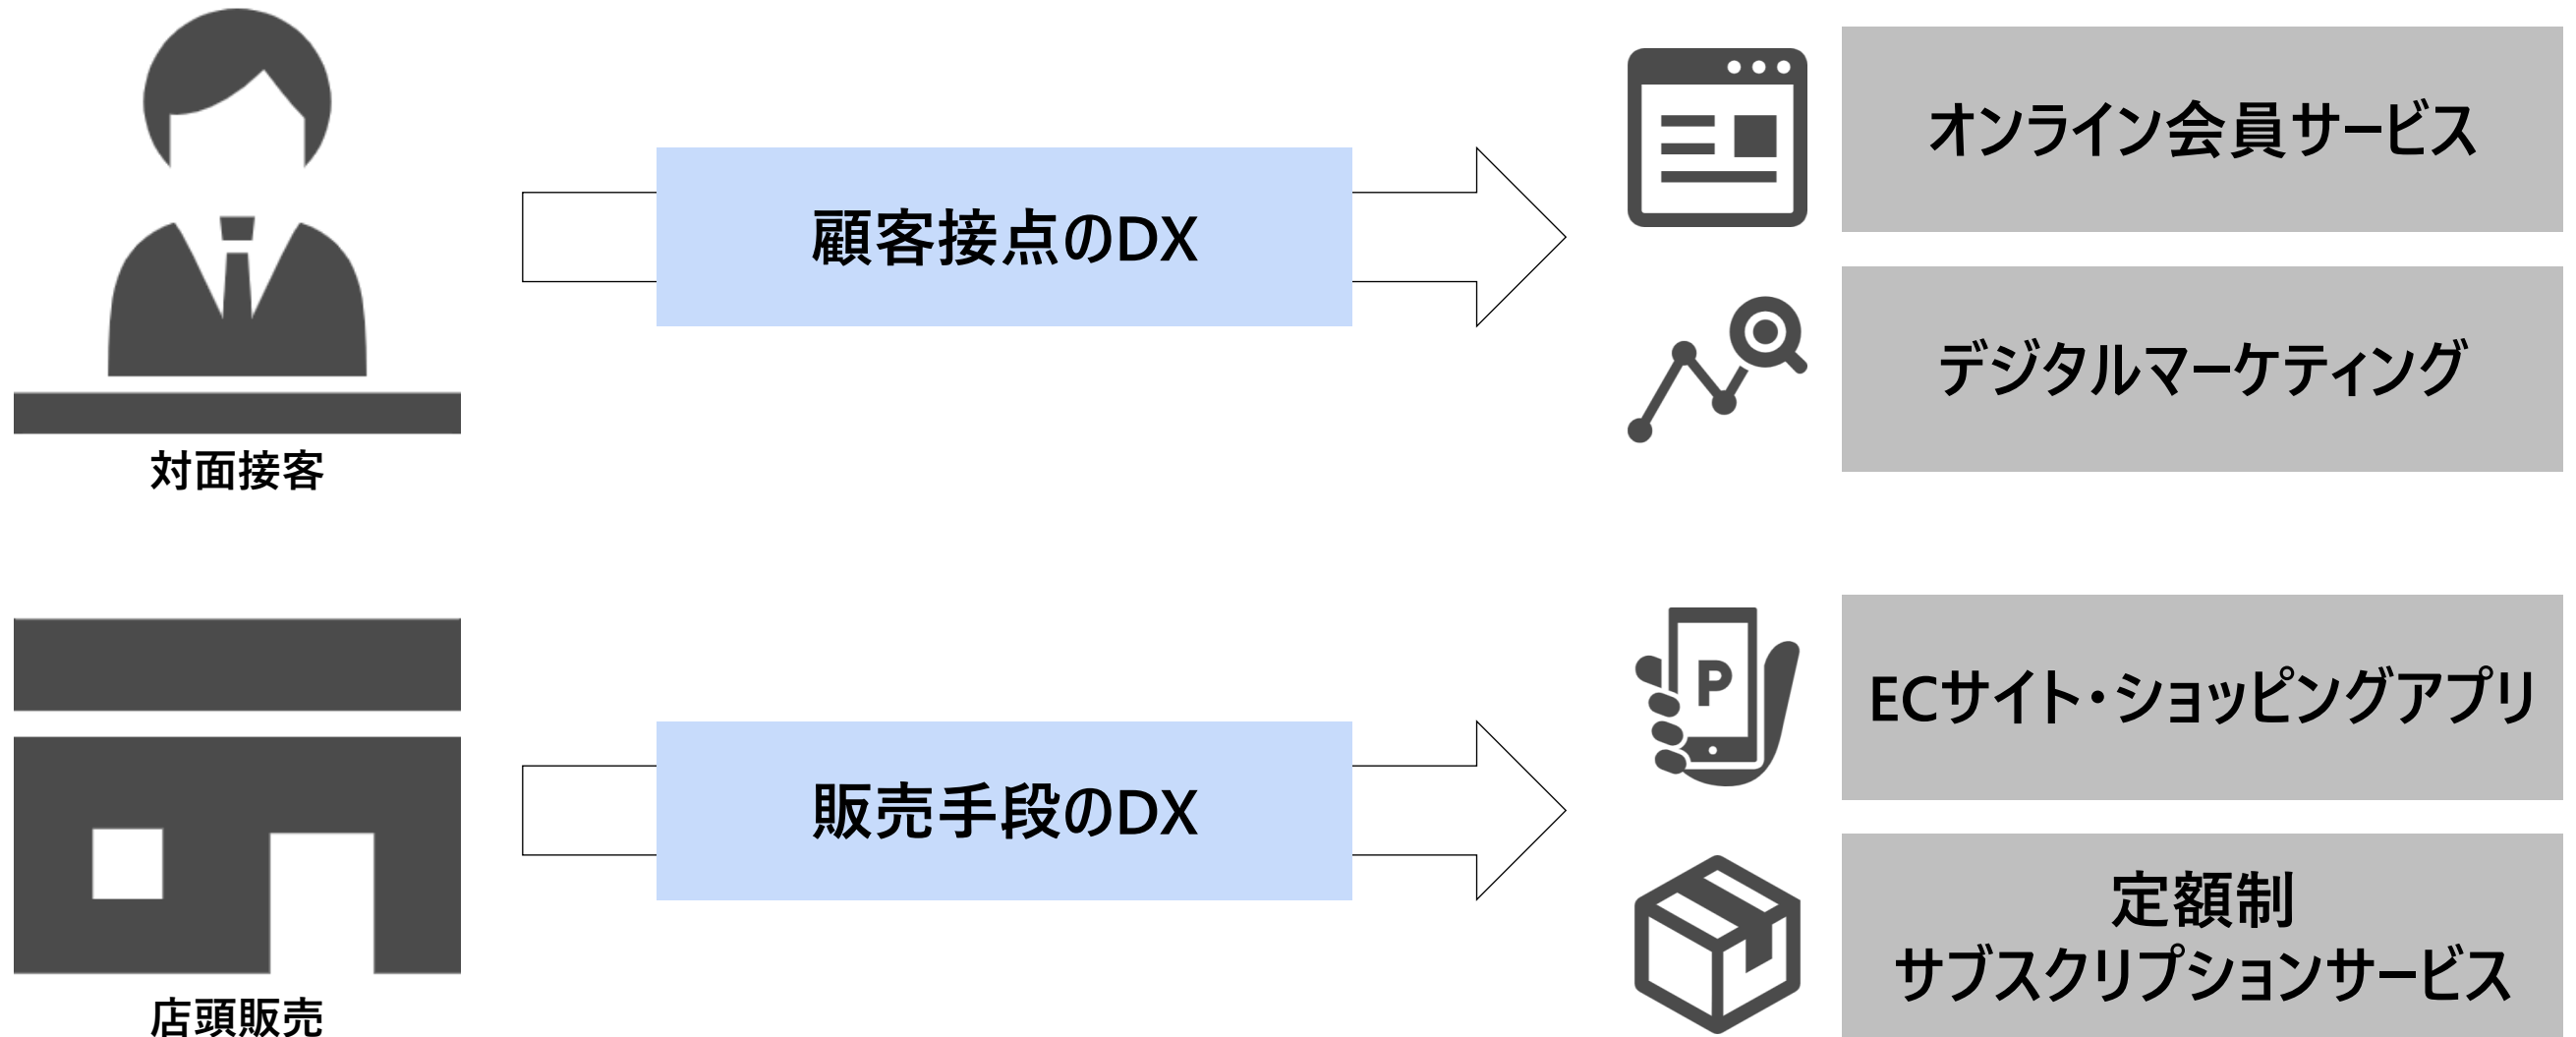 対面接客
顧客接点のDX
オンライン会員サービス
デジタルマーケティング
店頭販売
販売手段のDX
P
ECサイト・ショッピングアプリ
定額制
サブスクリプションサービス